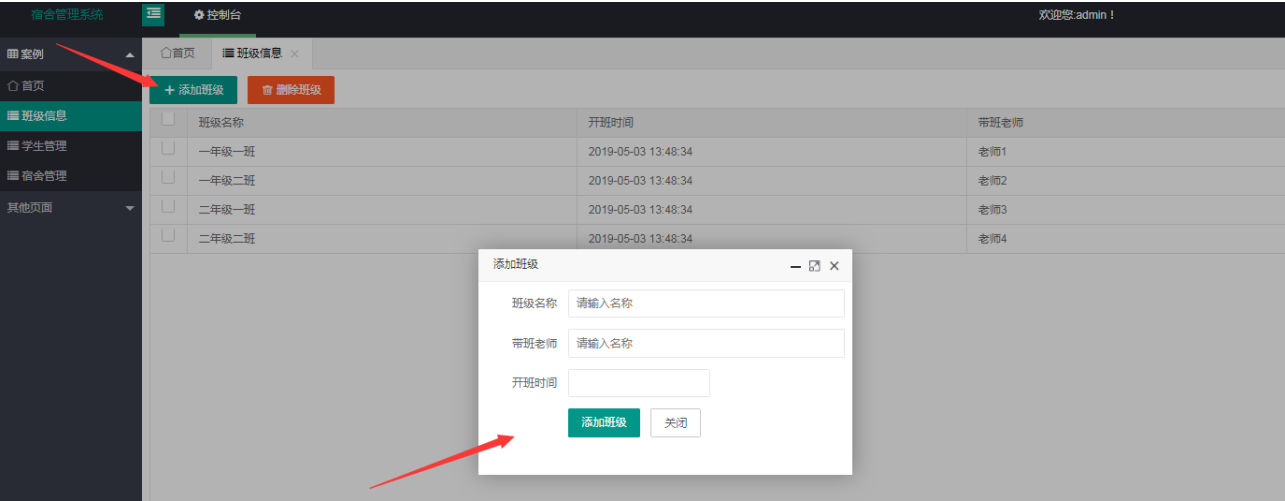 宿舍管理系统
控制台
欢迎您:admin！
案例
首页
班级信息
学生管理
宿舍管理
其他页面
首页 班级信息
添加班级 删除班级
班级名称 开班时间 带班老师
一年级一班 2019-05-03 13:48:34 老师1
一年级二班 2019-05-03 13:48:34 老师2
二年级一班 2019-05-03 13:48:34 老师3
二年级二班 2019-05-03 13:48:34 老师4
添加班级
班级名称 请输入名称
带班老师 请输入名称
开班时间
添加班级 关闭